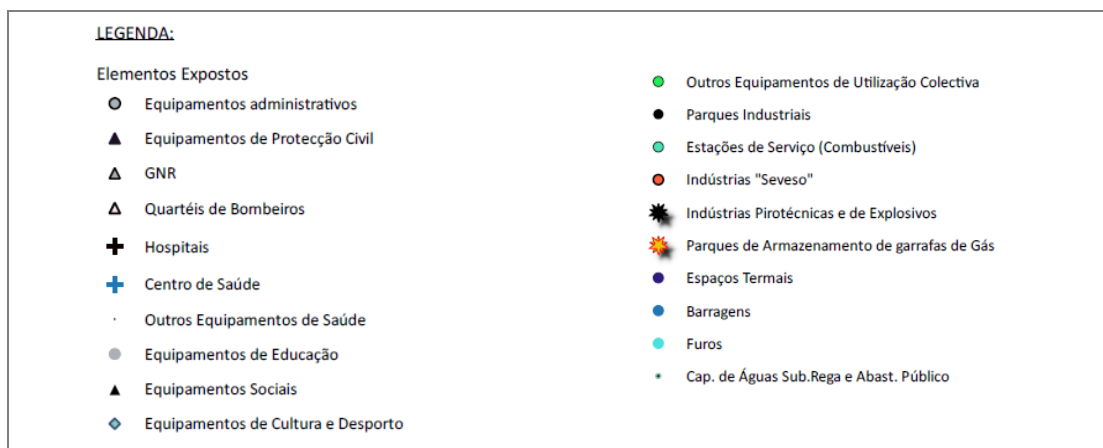 LEGENDA:
Elementos Expostos
Equipamentos administrativos
Equipamentos de Protecção Civil
GNR
Quartéis de Bombeiros
Hospitais
Centro de Saúde
Outros Equipamentos de Saúde
Equipamentos de Educação
Equipamentos Sociais
Equipamentos de Cultura e Desporto
Outros Equipamentos de Utilização Colectiva
Parques Industriais
Estações de Serviço (Combustíveis)
Indústrias "Seveso"
Indústrias Pirotécnicas e de Explosivos
Parques de Armazenamento de garrafas de Gás
Espaços Termais
Barragens
Furos
Cap. de Águas Sub.Rega e Abast. Público